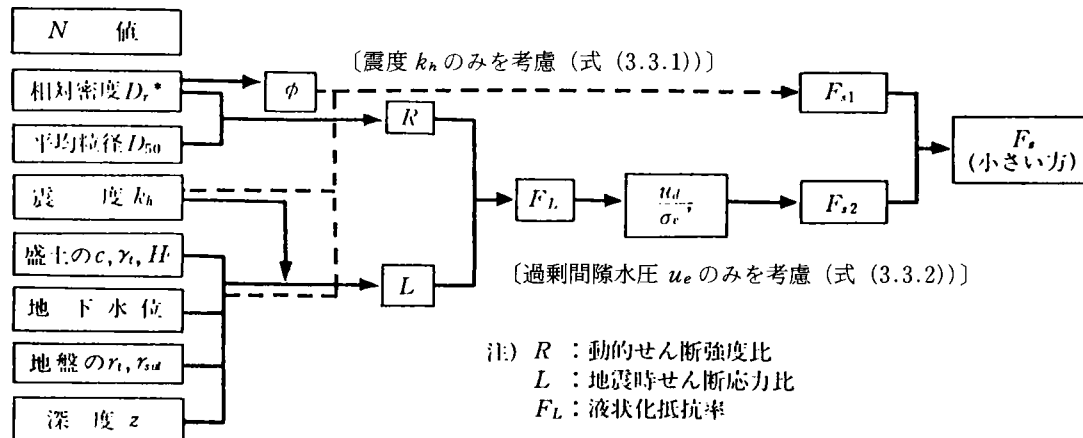 N 値
相対密度 Dr*
平均粒径 D50
震 度 kh
盛土の c, γt, H
地 下 水 位
地盤の γt, γsat
深 度 z
φ
〔震度 kh のみを考慮 (式 (3.3.1))〕
R
L
FL
ud
σv′
Fs1
Fs2
Fs
(小さい方)
〔過剰間隙水圧 ue のみを考慮 (式 (3.3.2))〕
注) R :動的せん断強度比
L :地震時せん断応力比
FL:液状化抵抗率